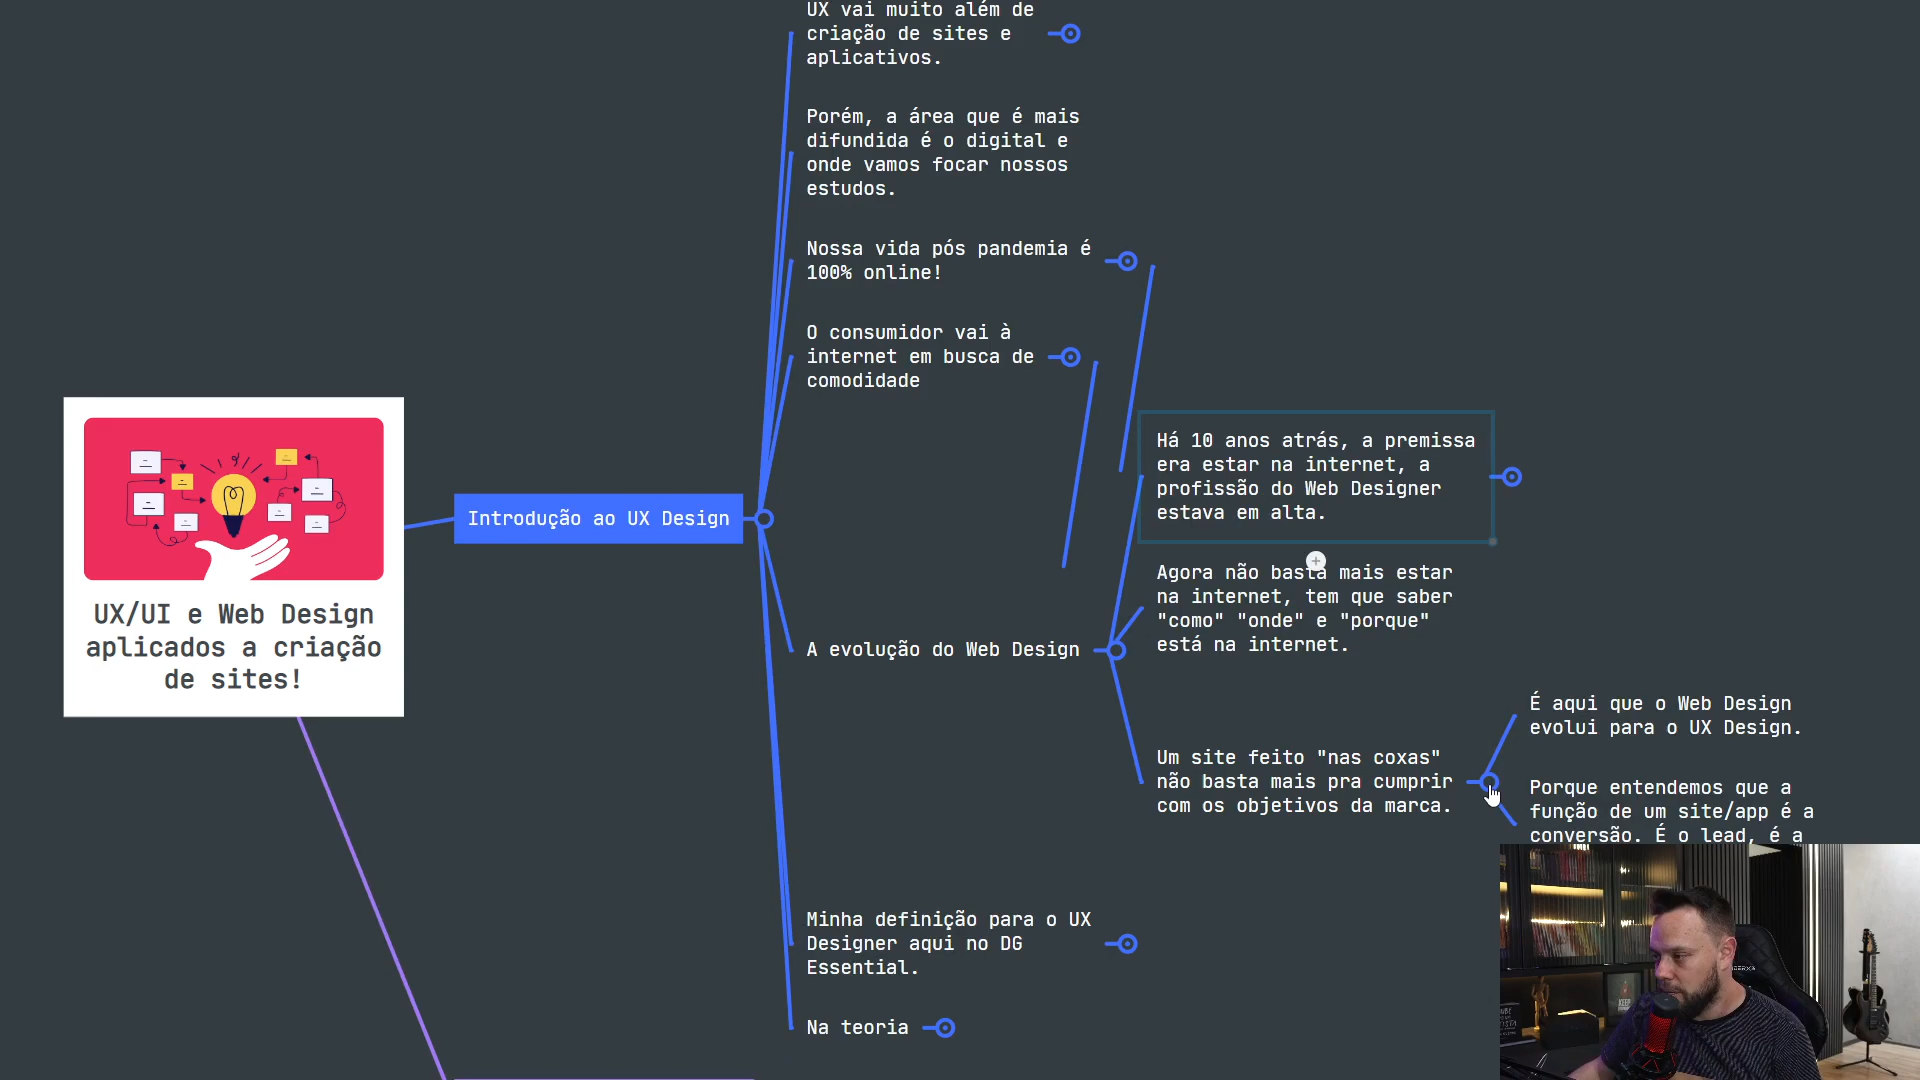 UX vai muito além de
criação de sites e
aplicativos.
Porém, a área que é mais
difundida é o digital e
onde vamos focar nossos
estudos.
Nossa vida pós pandemia é
100% online!
O consumidor vai à
internet em busca de
comodidade
Há 10 anos atrás, a premissa
era estar na internet, a
profissão do Web Designer
estava em alta.
Introdução ao UX Design
Agora não basta mais estar
na internet, tem que saber
"como" "onde" e "porque"
está na internet.
UX/UI e Web Design
aplicados a criação
de sites!
A evolução do Web Design
É aqui que o Web Design
evolui para o UX Design.
Um site feito "nas coxas"
não basta mais pra cumprir
com os objetivos da marca.
Porque entendemos que a
função de um site/app é a
conversão. É o lead, é a
Minha definição para o UX
Designer aqui no DG
Essential.
Na teoria
KEEP